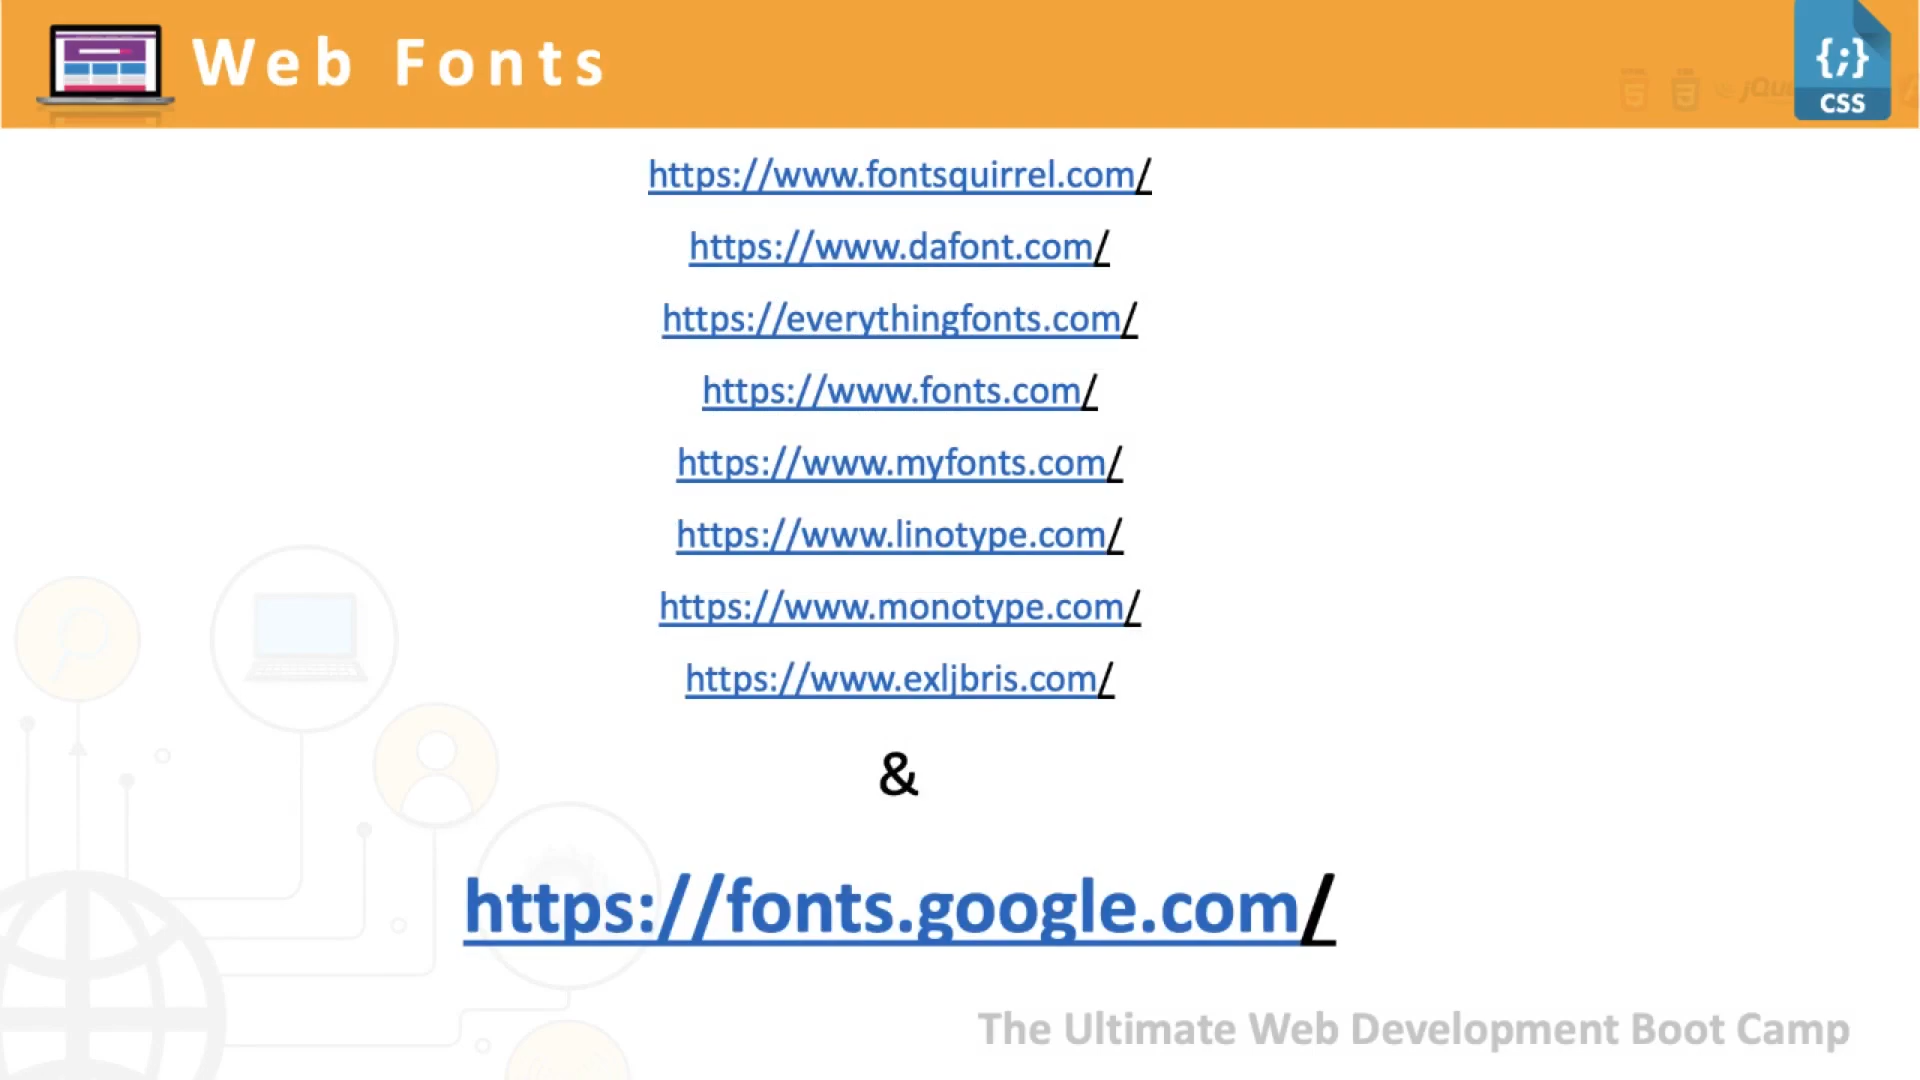 Web Fonts
{;}
CSS
https://www.fontsquirrel.com/
https://www.dafont.com/
https://everythingfonts.com/
https://www.fonts.com/
https://www.myfonts.com/
https://www.linotype.com/
https://www.monotype.com/
https://www.exljbris.com/
&
https://fonts.google.com/
The Ultimate Web Development Boot Camp